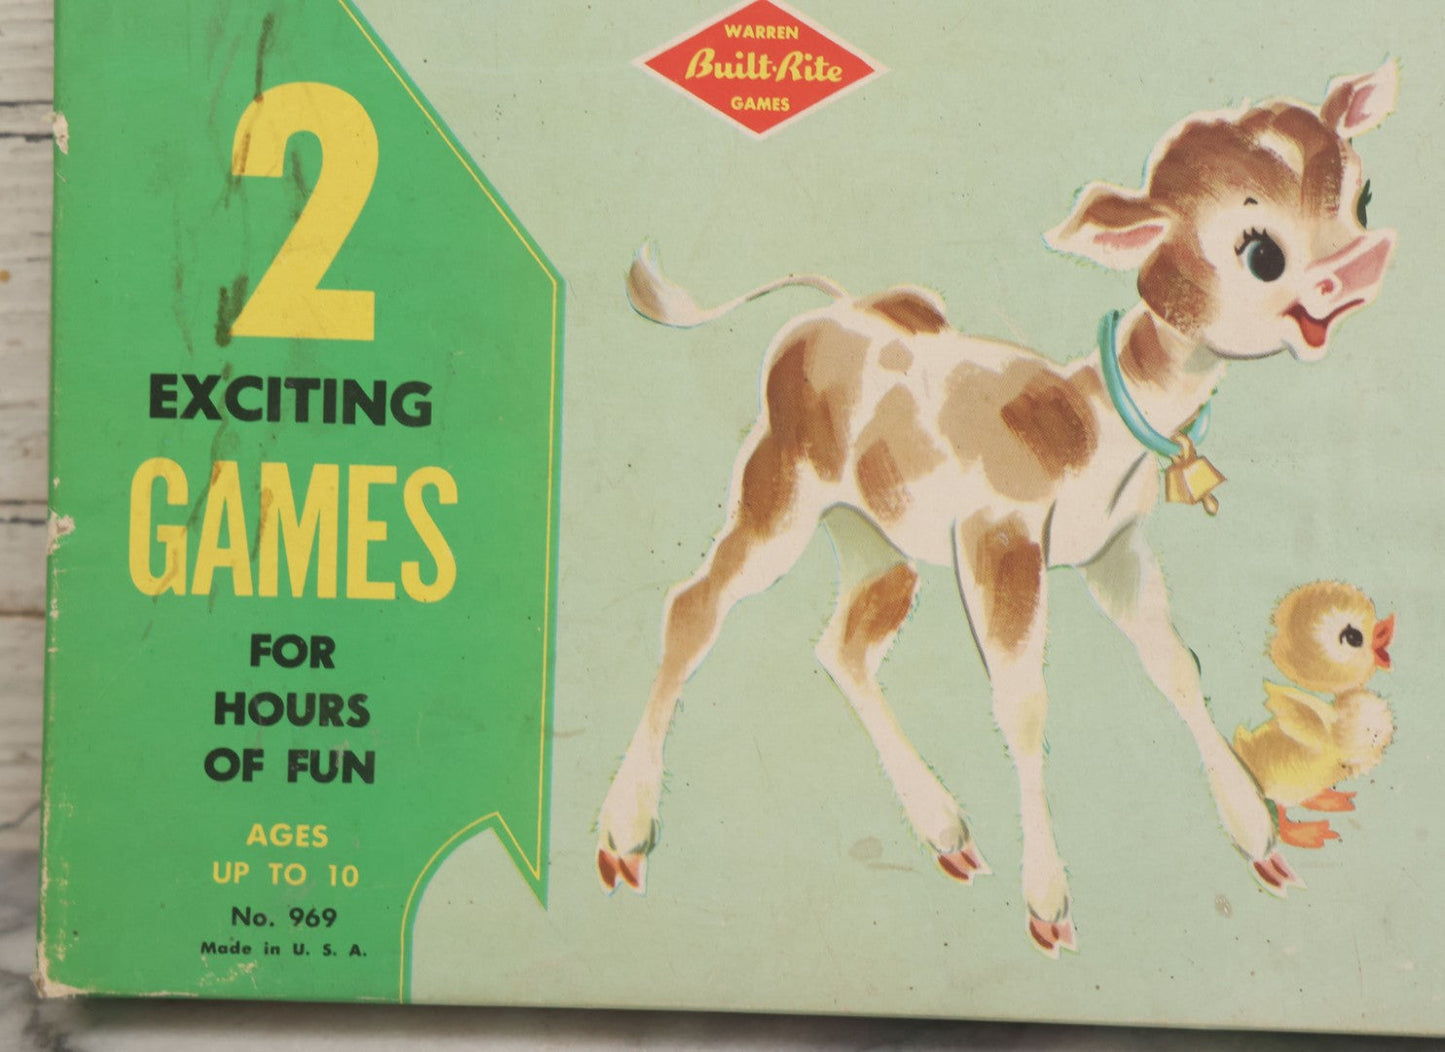 WARREN
Built-Rite
GAMES
2
EXCITING
GAMES
FOR
HOURS
OF FUN
AGES
UP TO 10
No. 969
Made in U. S. A.